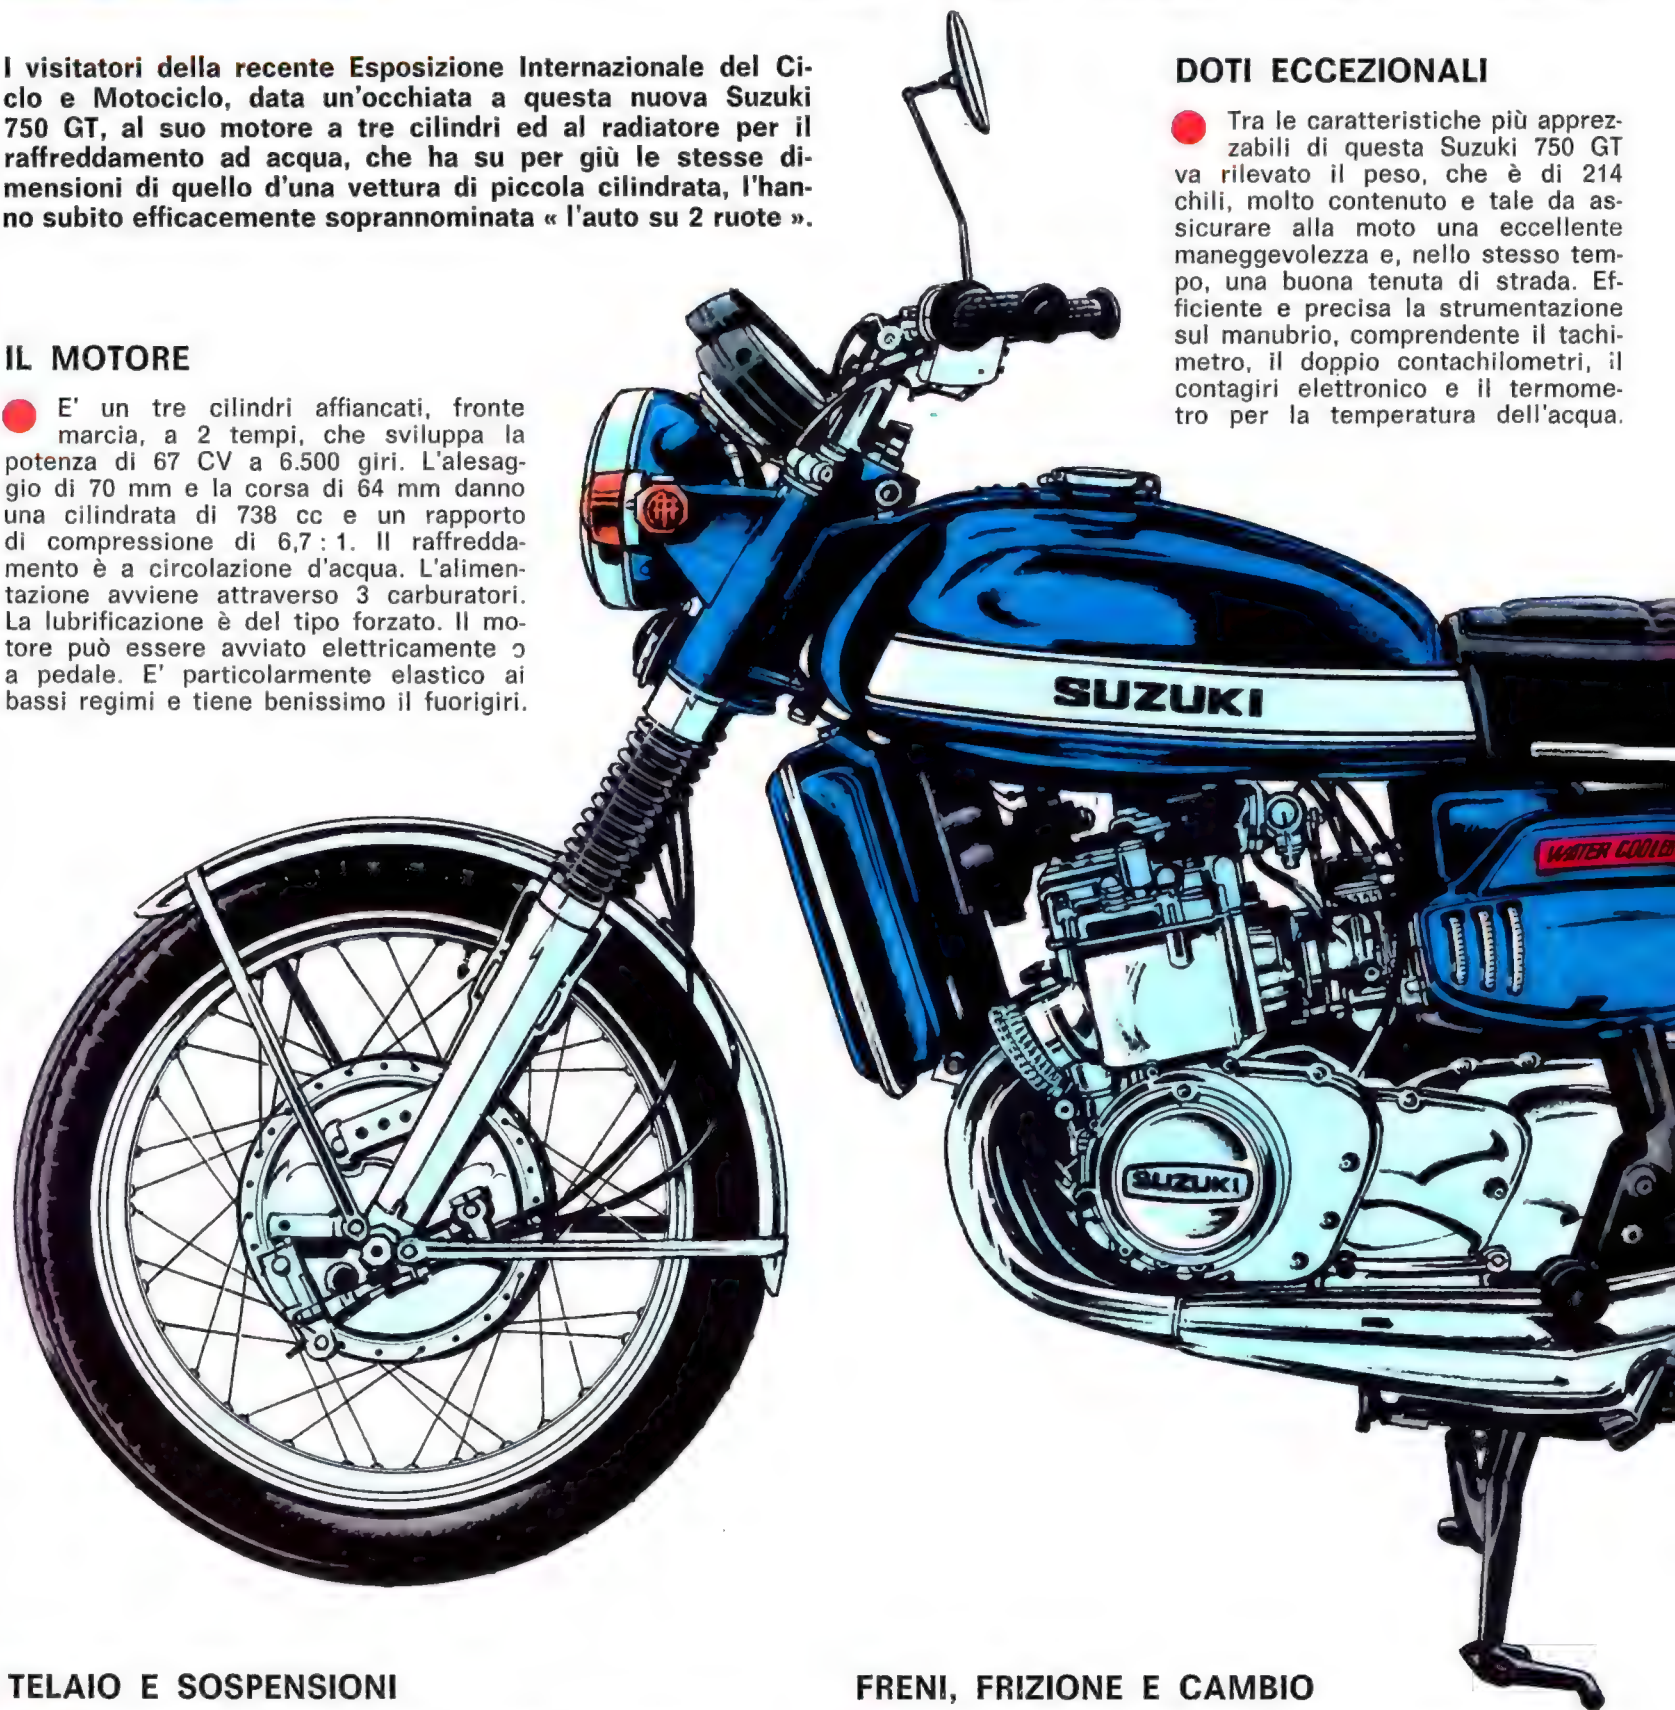 I visitatori della recente Esposizione Internazionale del Ci-
clo e Motociclo, data un'occhiata a questa nuova Suzuki
750 GT, al suo motore a tre cilindri ed al radiatore per il
raffreddamento ad acqua, che ha su per giù le stesse di-
mensioni di quello d'una vettura di piccola cilindrata, l'han-
no subito efficacemente soprannominata « l'auto su 2 ruote ».
DOTI ECCEZIONALI
Tra le caratteristiche più apprez-
zabili di questa Suzuki 750 GT
va rilevato il peso, che è di 214
chili, molto contenuto e tale da as-
sicurare alla moto una eccellente
maneggevolezza e, nello stesso tem-
po, una buona tenuta di strada. Ef-
ficiente e precisa la strumentazione
sul manubrio, comprendente il tachi-
metro, il doppio contachilometri, il
contagiri elettronico e il termome-
tro per la temperatura dell'acqua.
IL MOTORE
E' un tre cilindri affiancati, fronte
marcia, a 2 tempi, che sviluppa la
potenza di 67 CV a 6.500 giri. L'alesag-
gio di 70 mm e la corsa di 64 mm danno
una cilindrata di 738 cc e un rapporto
di compressione di 6,7 : 1. Il raffredda-
mento è a circolazione d'acqua. L'alimen-
tazione avviene attraverso 3 carburatori.
La lubrificazione è del tipo forzato. Il mo-
tore può essere avviato elettricamente o
a pedale. E' particolarmente elastico ai
bassi regimi e tiene benissimo il fuorigiri.
SUZUKI
WATER COOLED
SUZUKI
TELAIO E SOSPENSIONI
FRENI, FRIZIONE E CAMBIO